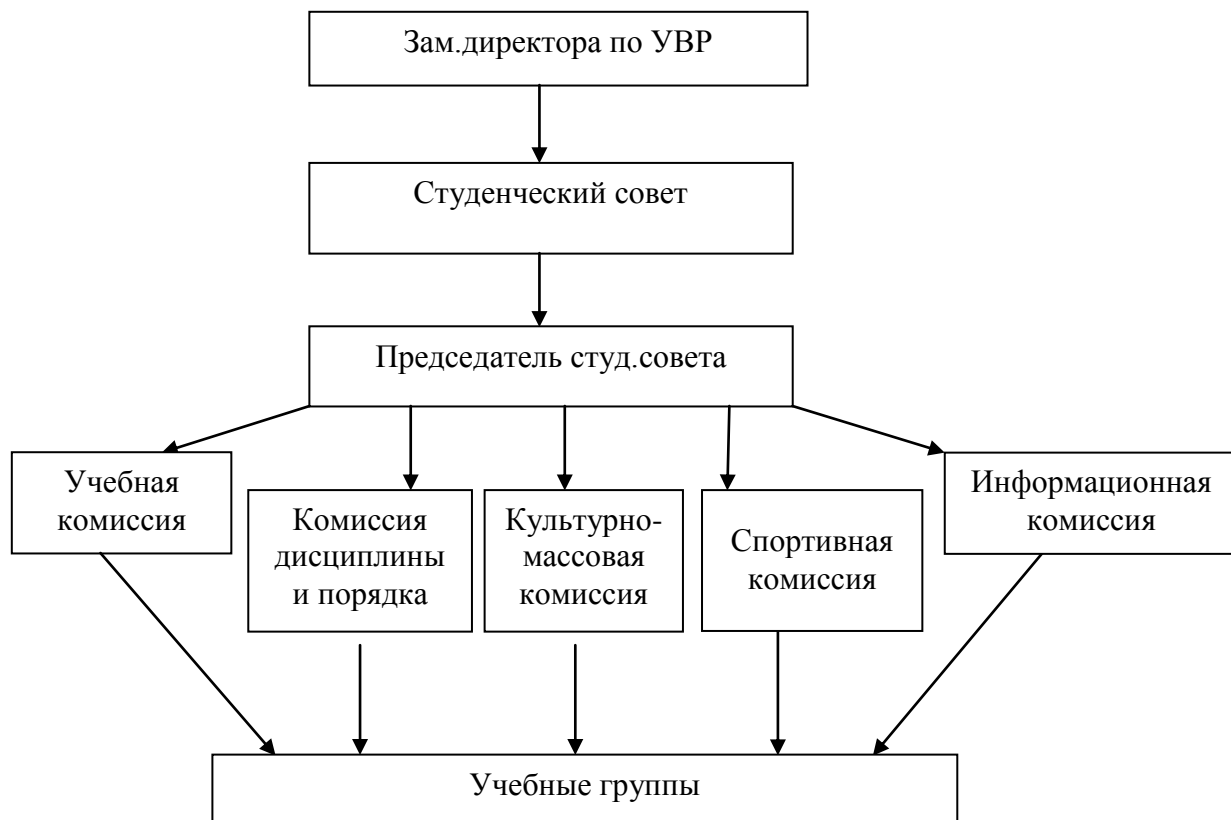 Зам.директора по УВР
Студенческий совет
Председатель студ.совета
Учебная
комиссия
Комиссия
дисциплины
и порядка
Культурно-
массовая
комиссия
Спортивная
комиссия
Информационная
комиссия
Учебные группы